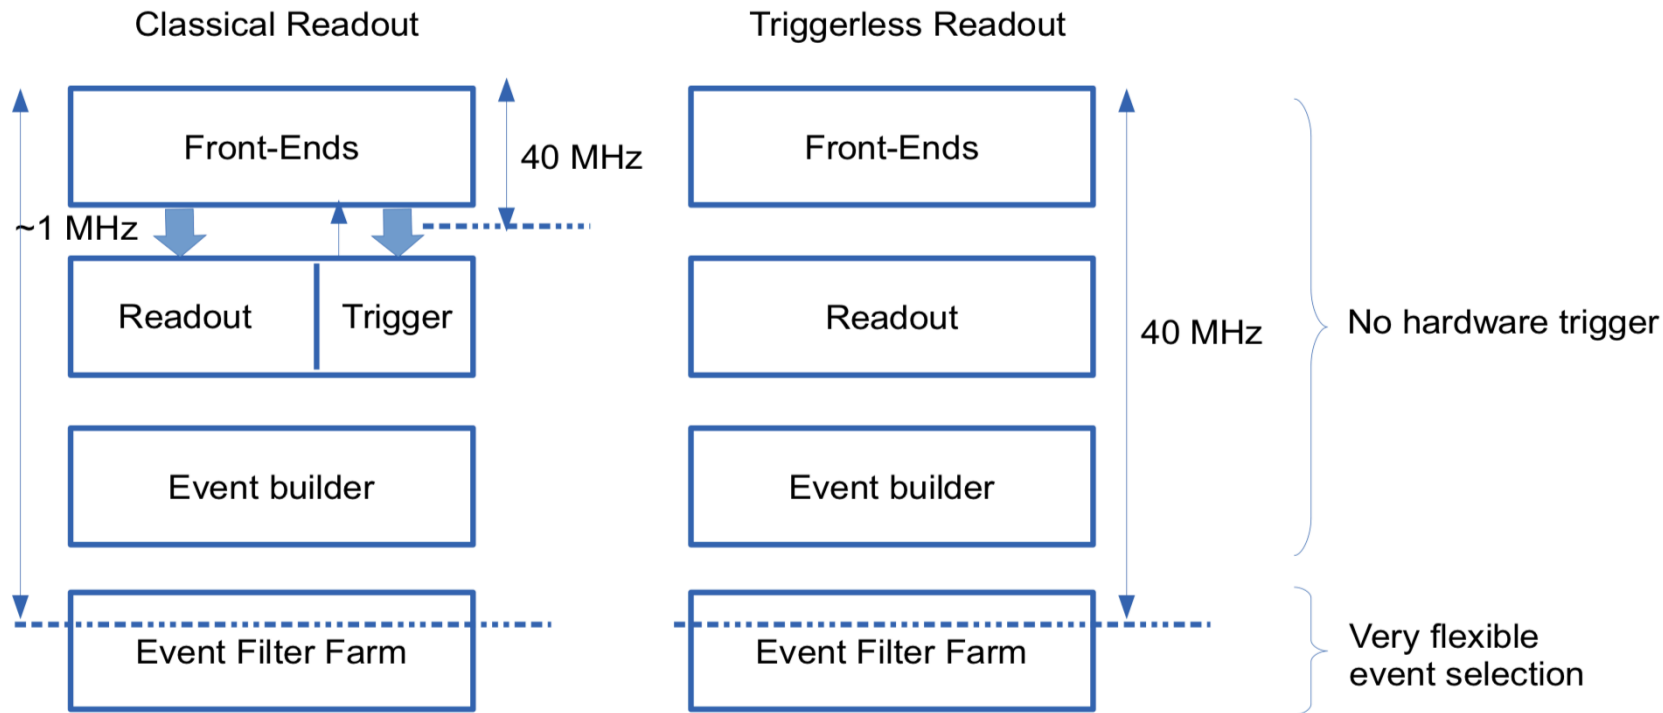 Classical Readout
Triggerless Readout
Front-Ends
40 MHz
Front-Ends
~1 MHz
Readout
Trigger
Readout
40 MHz
No hardware trigger
Event builder
Event builder
Event Filter Farm
Event Filter Farm
Very flexible
event selection